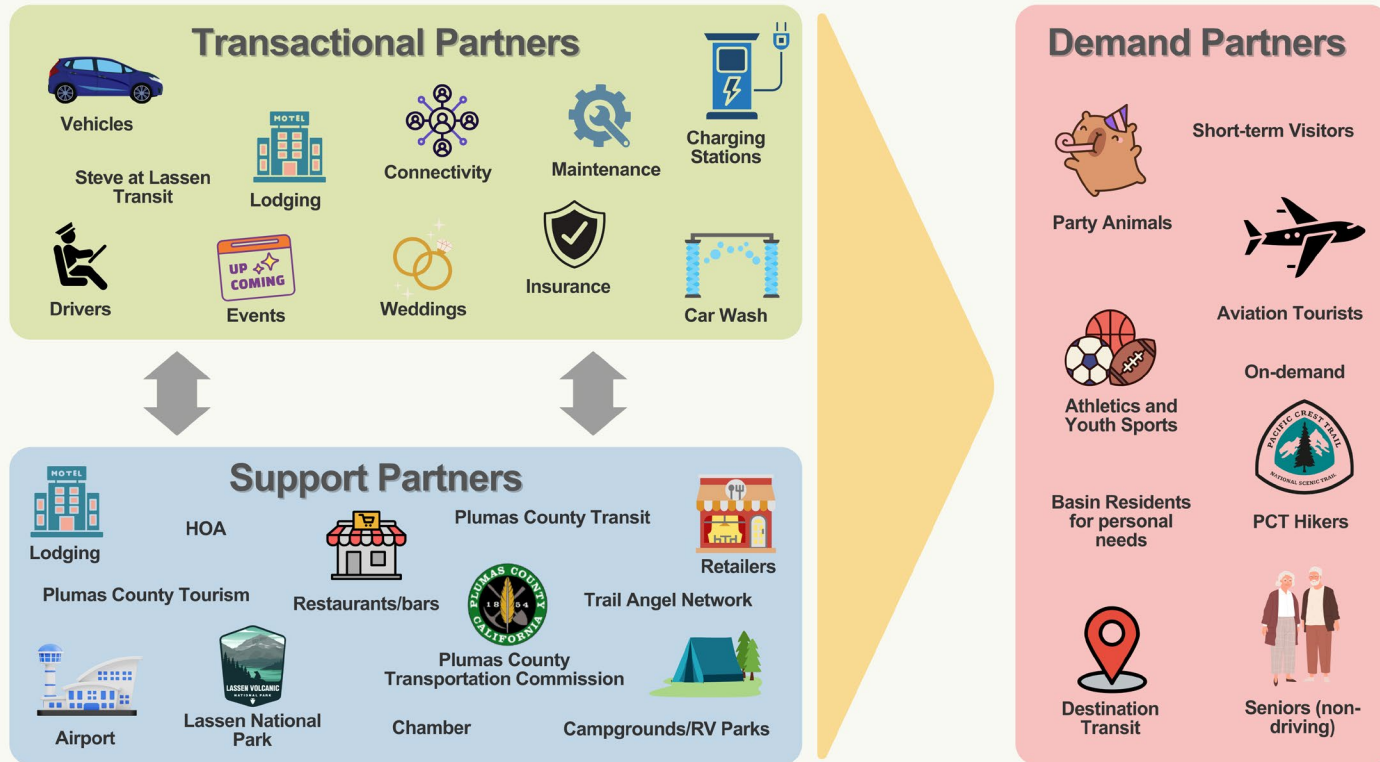 Transactional Partners
Vehicles
Steve at Lassen
Transit
MOTEL
Lodging
Connectivity
Maintenance
Charging
Stations
Drivers
UP
COMING
Events
Weddings
Insurance
Car Wash
Support Partners
MOTEL
Lodging
HOA
Restaurants/bars
Plumas County Transit
Retailers
Plumas County Tourism
PLUMAS COUNTY
1854
CALIFORNIA
Trail Angel Network
Plumas County
Transportation Commission
Airport
LASSEN VOLCANIC
NATIONAL PARK
Lassen National
Park
Chamber
Campgrounds/RV Parks
Demand Partners
Party Animals
Short-term Visitors
Aviation Tourists
Athletics and
Youth Sports
On-demand
PACIFIC CREST TRAIL
NATIONAL SCENIC TRAIL
PCT Hikers
Basin Residents
for personal
needs
Destination
Transit
Seniors (non-
driving)